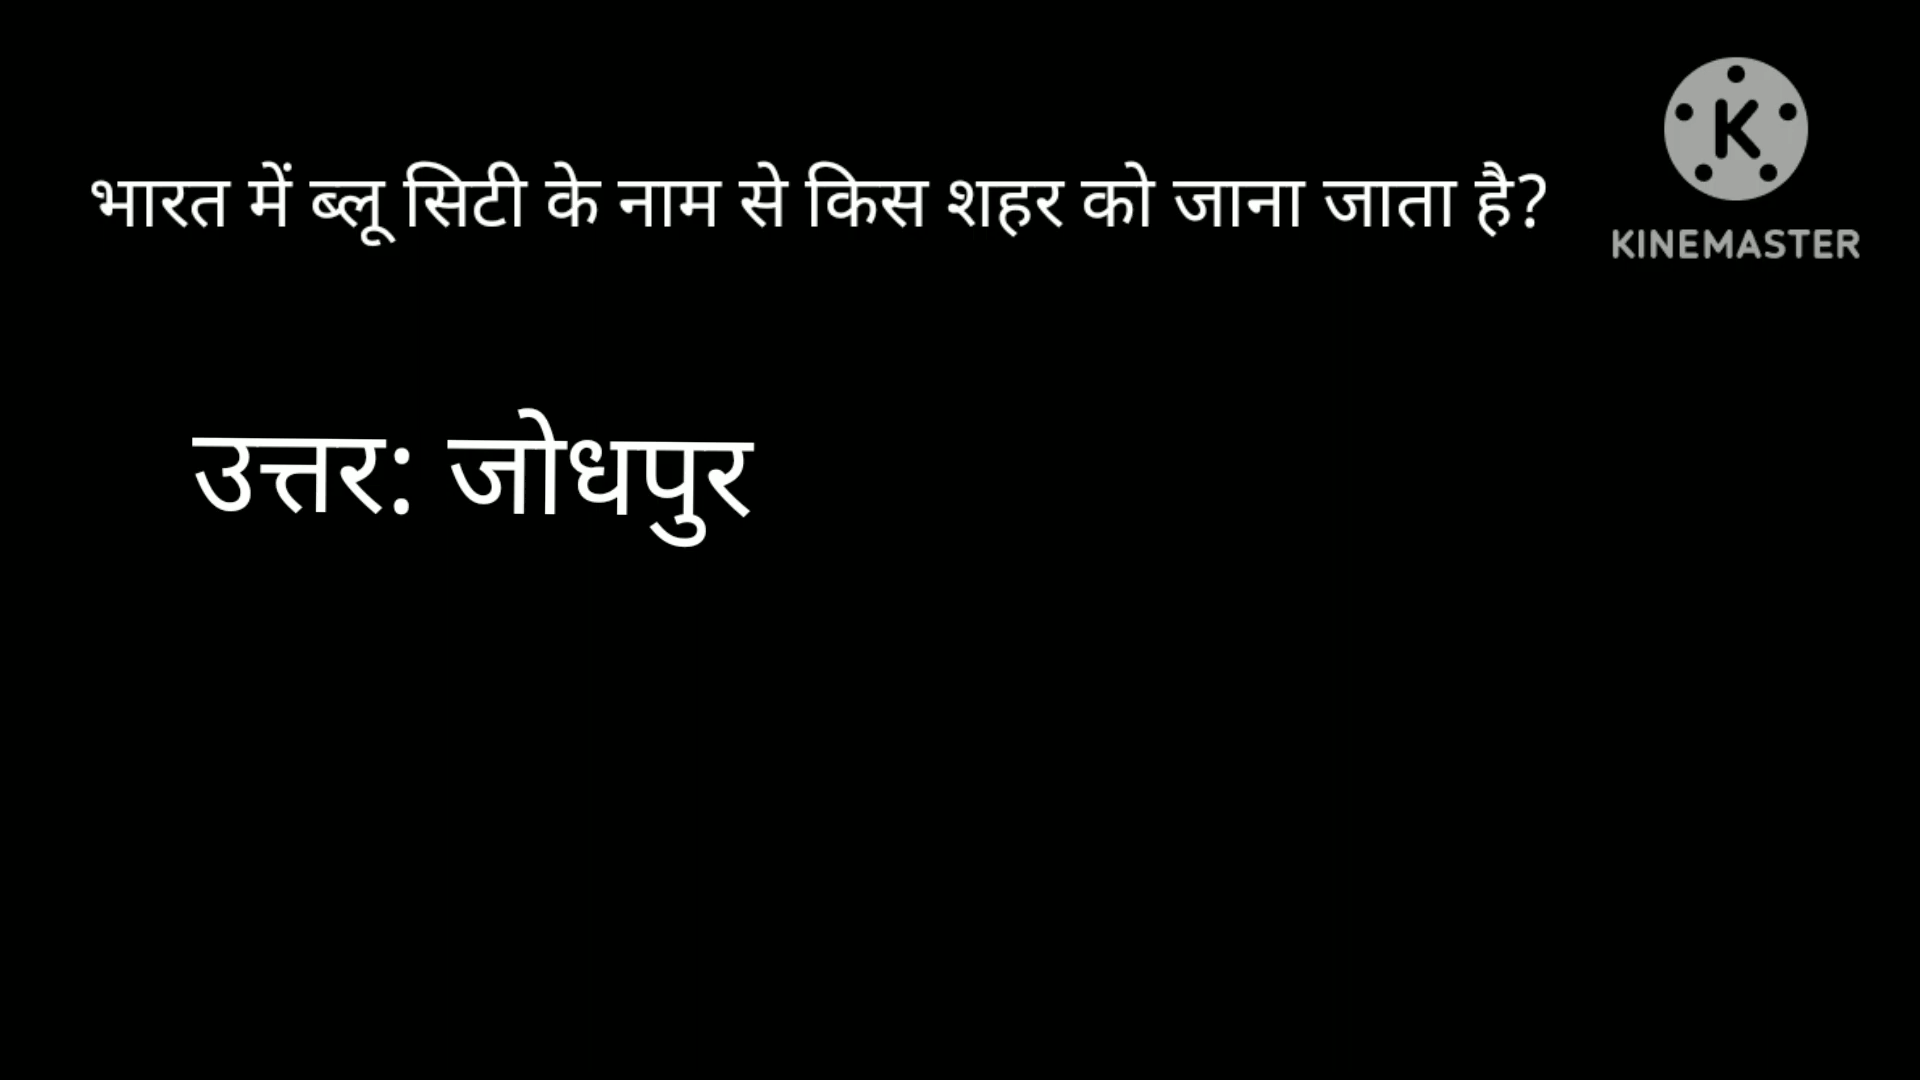 भारत में ब्लू सिटी के नाम से किस शहर को जाना जाता है?
K
KINEMASTER
उत्तर: जोधपुर